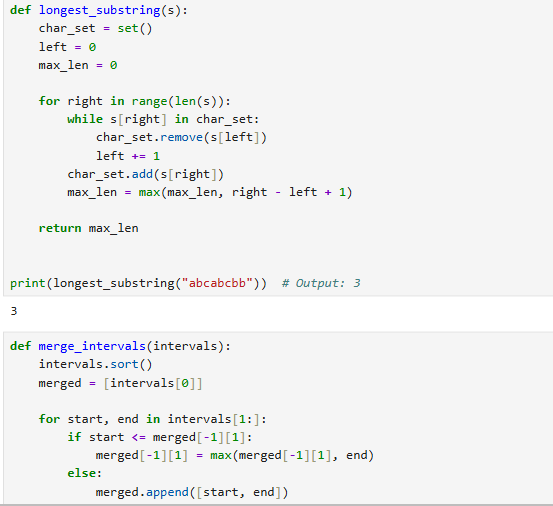 def longest_substring(s):
    char_set = set()
    left = 0
    max_len = 0
    for right in range(len(s)):
        while s[right] in char_set:
            char_set.remove(s[left])
            left += 1
        char_set.add(s[right])
        max_len = max(max_len, right - left + 1)
    return max_len
print(longest_substring("abcabcbb"))  # Output: 3
3
def merge_intervals(intervals):
    intervals.sort()
    merged = [intervals[0]]
    for start, end in intervals[1:]:
        if start <= merged[-1][1]:
            merged[-1][1] = max(merged[-1][1], end)
        else:
            merged.append([start, end])